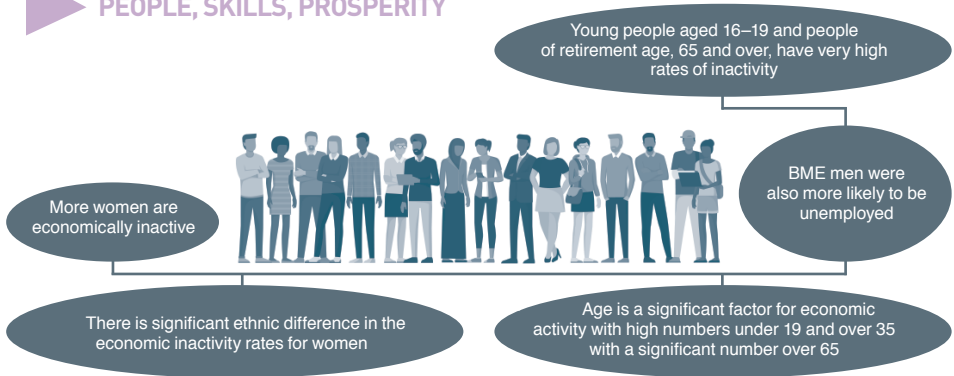 PEOPLE, SKILLS, PROSPERITY
Young people aged 16–19 and people
of retirement age, 65 and over, have very high
rates of inactivity
BME men were
also more likely to be
unemployed
More women are
economically inactive
There is significant ethnic difference in the
economic inactivity rates for women
Age is a significant factor for economic
activity with high numbers under 19 and over 35
with a significant number over 65